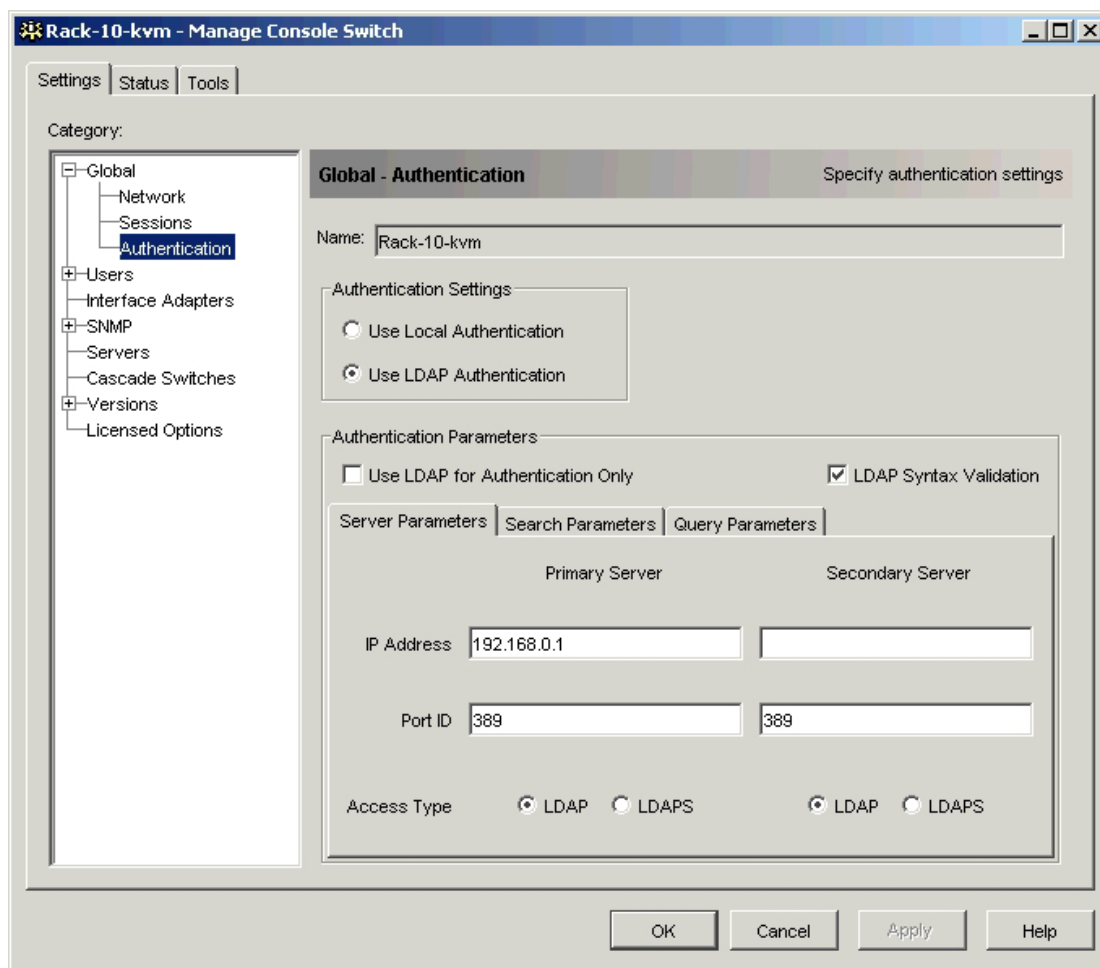 Rack-10-kvm - Manage Console Switch
Settings Status Tools
Category:
Global
Network
Sessions
Authentication
Users
Interface Adapters
SNMP
Servers
Cascade Switches
Versions
Licensed Options
Global - Authentication Specify authentication settings
Name: Rack-10-kvm
Authentication Settings
Use Local Authentication
Use LDAP Authentication
Authentication Parameters
Use LDAP for Authentication Only LDAP Syntax Validation
Server Parameters Search Parameters Query Parameters
Primary Server Secondary Server
IP Address 192.168.0.1
Port ID 389 389
Access Type LDAP LDAPS LDAP LDAPS
OK Cancel Apply Help